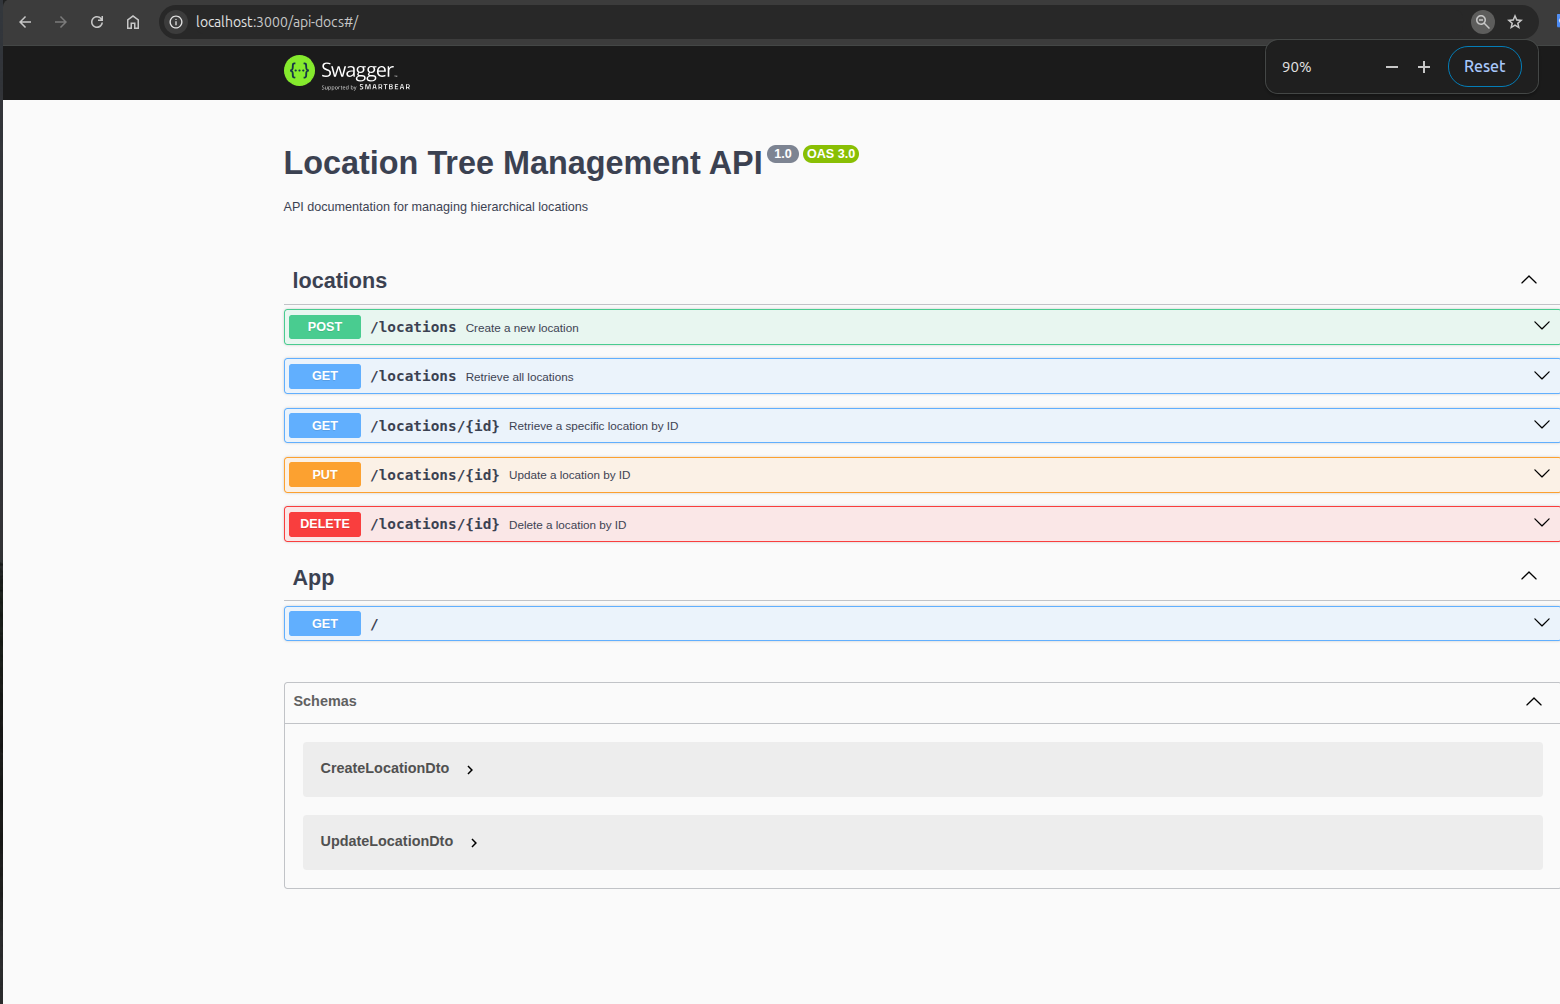 localhost:3000/api-docs#/
90%
Reset
Swagger
Supported by SMARTBEAR
Location Tree Management API 1.0 OAS 3.0
API documentation for managing hierarchical locations
locations
POST /locations Create a new location
GET /locations Retrieve all locations
GET /locations/{id} Retrieve a specific location by ID
PUT /locations/{id} Update a location by ID
DELETE /locations/{id} Delete a location by ID
App
GET /
Schemas
CreateLocationDto
UpdateLocationDto